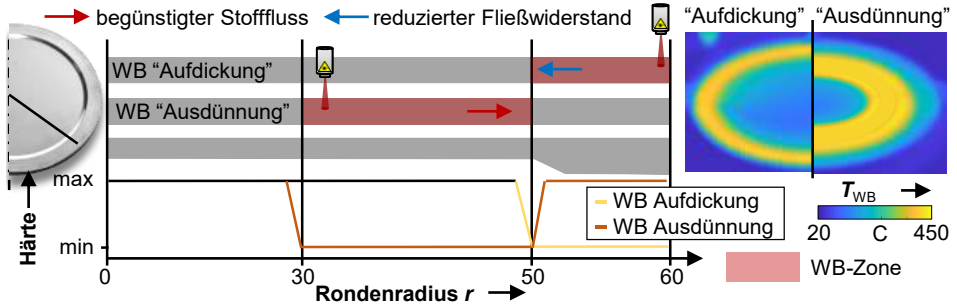 begünstigter Stofffluss
reduzierter Fließwiderstand
"Aufdickung" "Ausdünnung"
WB "Aufdickung"
WB "Ausdünnung"
max
min
Härte
WB Aufdickung
WB Ausdünnung
0 30 50 60
Rondenradius r
T_WB
20 C 450
WB-Zone